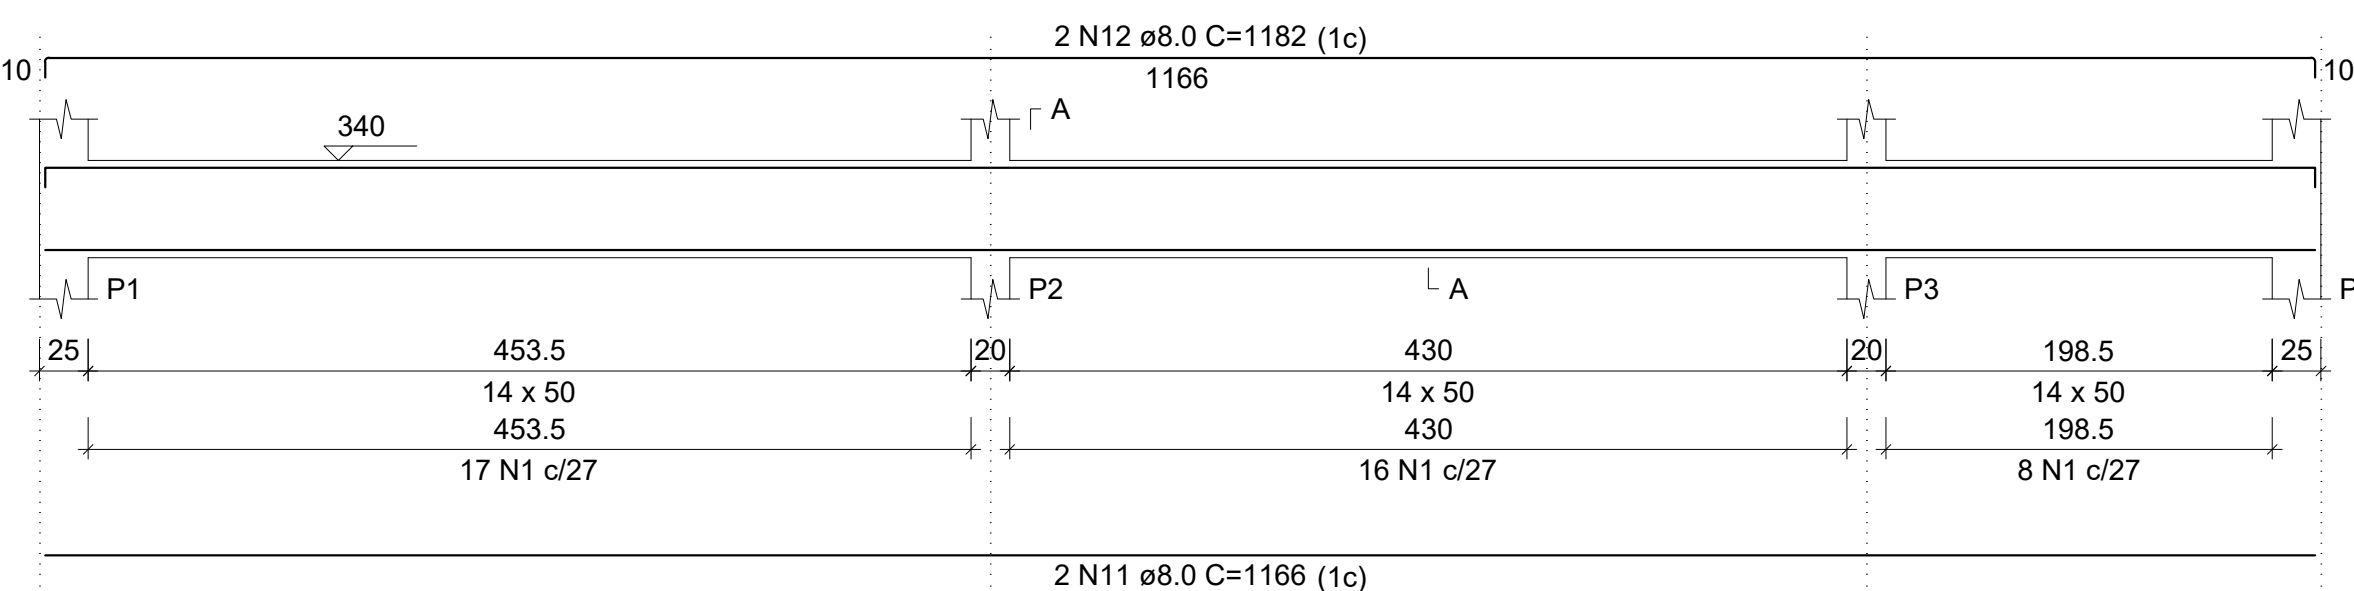 2 N12 ø8.0 C=1182 (1c)
10 1166 10
A
340
P1 P2 A P3 P
25 453.5 20 430 20 198.5 25
14 x 50 14 x 50 14 x 50
453.5 430 198.5
17 N1 c/27 16 N1 c/27 8 N1 c/27
2 N11 ø8.0 C=1166 (1c)